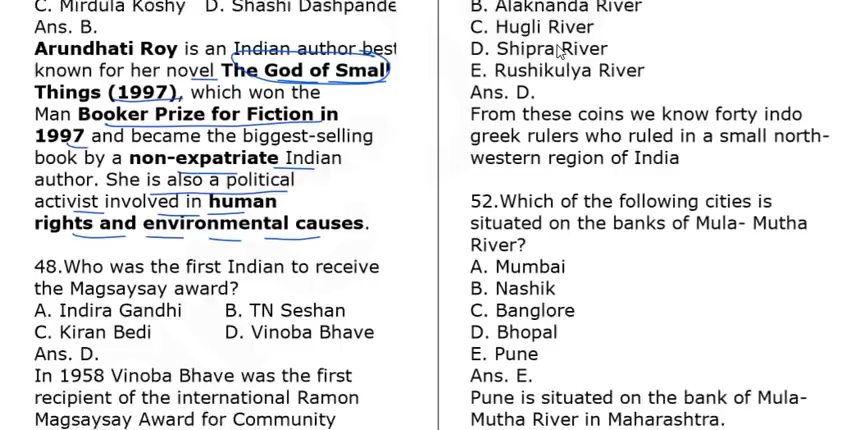 C. Mirdula Koshy D. Shashi Dashpande
Ans. B.
Arundhati Roy is an Indian author best
known for her novel The God of Small
Things (1997), which won the
Man Booker Prize for Fiction in
1997 and became the biggest-selling
book by a non-expatriate Indian
author. She is also a political
activist involved in human
rights and environmental causes.
48.Who was the first Indian to receive
the Magsaysay award?
A. Indira Gandhi B. TN Seshan
C. Kiran Bedi D. Vinoba Bhave
Ans. D.
In 1958 Vinoba Bhave was the first
recipient of the international Ramon
Magsaysay Award for Community
B. Alaknanda River
C. Hugli River
D. Shipra River
E. Rushikulya River
Ans. D.
From these coins we know forty indo
greek rulers who ruled in a small north-
western region of India
52.Which of the following cities is
situated on the banks of Mula- Mutha
River?
A. Mumbai
B. Nashik
C. Banglore
D. Bhopal
E. Pune
Ans. E.
Pune is situated on the bank of Mula-
Mutha River in Maharashtra.